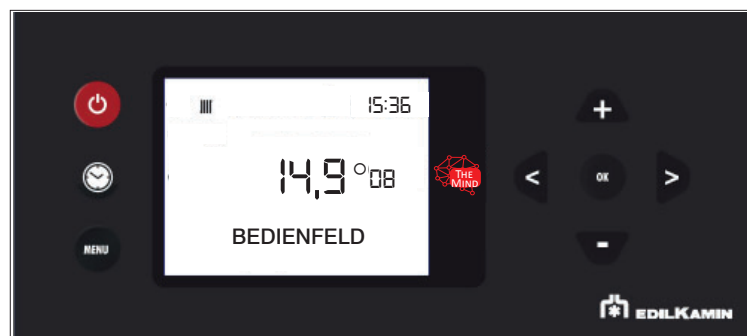 15:36
14,9 °08
THE
MIND
< OK >
+
-
BEDIENFELD
MENU
EDILKAMIN